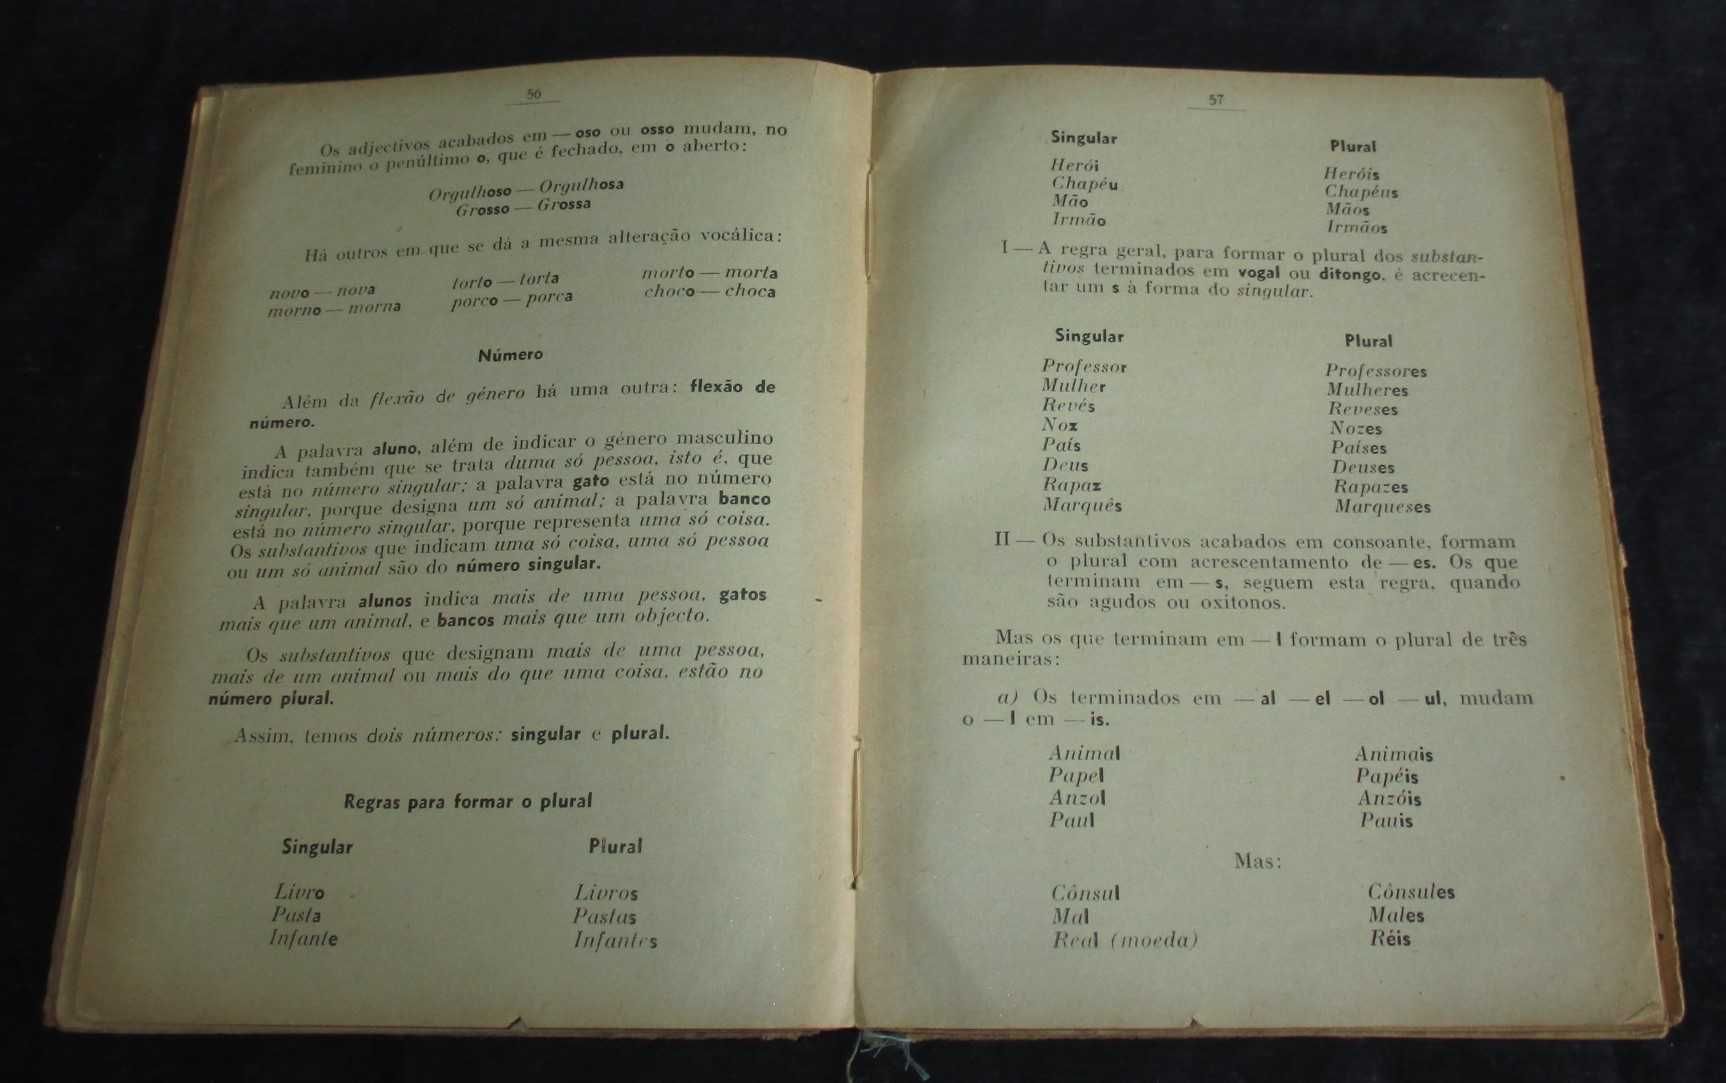 56
Os adjectivos acabados em — oso ou osso mudam, no
feminino o penúltimo o, que é fechado, em o aberto:
Orgulhoso — Orgulhosa
Grosso — Grossa
Há outros em que se dá a mesma alteração vocálica:
novo — nova torto — torta morto — morta
morno — morna porco — porca choco — choca
Número
Além da flexão de género há uma outra: flexão de
número.
A palavra aluno, além de indicar o género masculino
indica também que se trata duma só pessoa, isto é, que
está no número singular; a palavra gato está no número
singular, porque designa um só animal; a palavra banco
está no número singular, porque representa uma só coisa.
Os substantivos que indicam uma só coisa, uma só pessoa
ou um só animal são do número singular.
A palavra alunos indica mais de uma pessoa, gatos
mais que um animal, e bancos mais que um objecto.
Os substantivos que designam mais de uma pessoa,
mais de um animal ou mais do que uma coisa, estão no
número plural.
Assim, temos dois números: singular e plural.
Regras para formar o plural
Singular Plural
Livro Livros
Pasta Pastas
Infante Infantes
57
Singular Plural
Herói Heróis
Chapéu Chapéus
Mão Mãos
Irmão Irmãos
I — A regra geral, para formar o plural dos substan-
tivos terminados em vogal ou ditongo, é acrecen-
tar um s à forma do singular.
Singular Plural
Professor Professores
Mulher Mulheres
Revés Reveses
Noz Nozes
País Países
Deus Deuses
Rapaz Rapazes
Marquês Marqueses
II — Os substantivos acabados em consoante, formam
o plural com acrescentamento de — es. Os que
terminam em — s, seguem esta regra, quando
são agudos ou oxítonos.
Mas os que terminam em — l formam o plural de três
maneiras:
a) Os terminados em — al — el — ol — ul, mudam
o — l em — is.
Animal Animais
Papel Papéis
Anzol Anzóis
Paul Pauis
Mas:
Cônsul Cônsules
Mal Males
Real (moeda) Réis